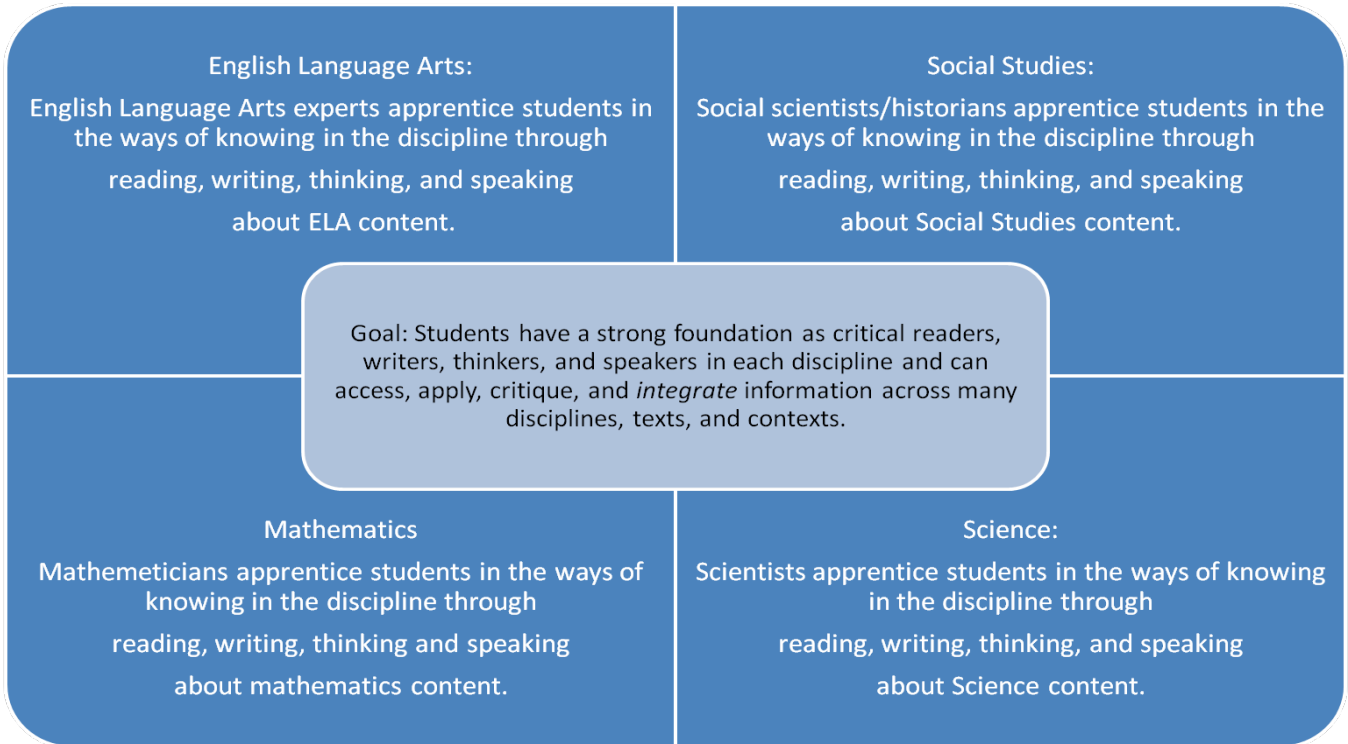 English Language Arts:
English Language Arts experts apprentice students in
the ways of knowing in the discipline through
reading, writing, thinking, and speaking
about ELA content.
Social Studies:
Social scientists/historians apprentice students in the
ways of knowing in the discipline through
reading, writing, thinking, and speaking
about Social Studies content.
Goal: Students have a strong foundation as critical readers,
writers, thinkers, and speakers in each discipline and can
access, apply, critique, and integrate information across many
disciplines, texts, and contexts.
Mathematics
Mathemeticians apprentice students in the ways of
knowing in the discipline through
reading, writing, thinking and speaking
about mathematics content.
Science:
Scientists apprentice students in the ways of knowing
in the discipline through
reading, writing, thinking, and speaking
about Science content.